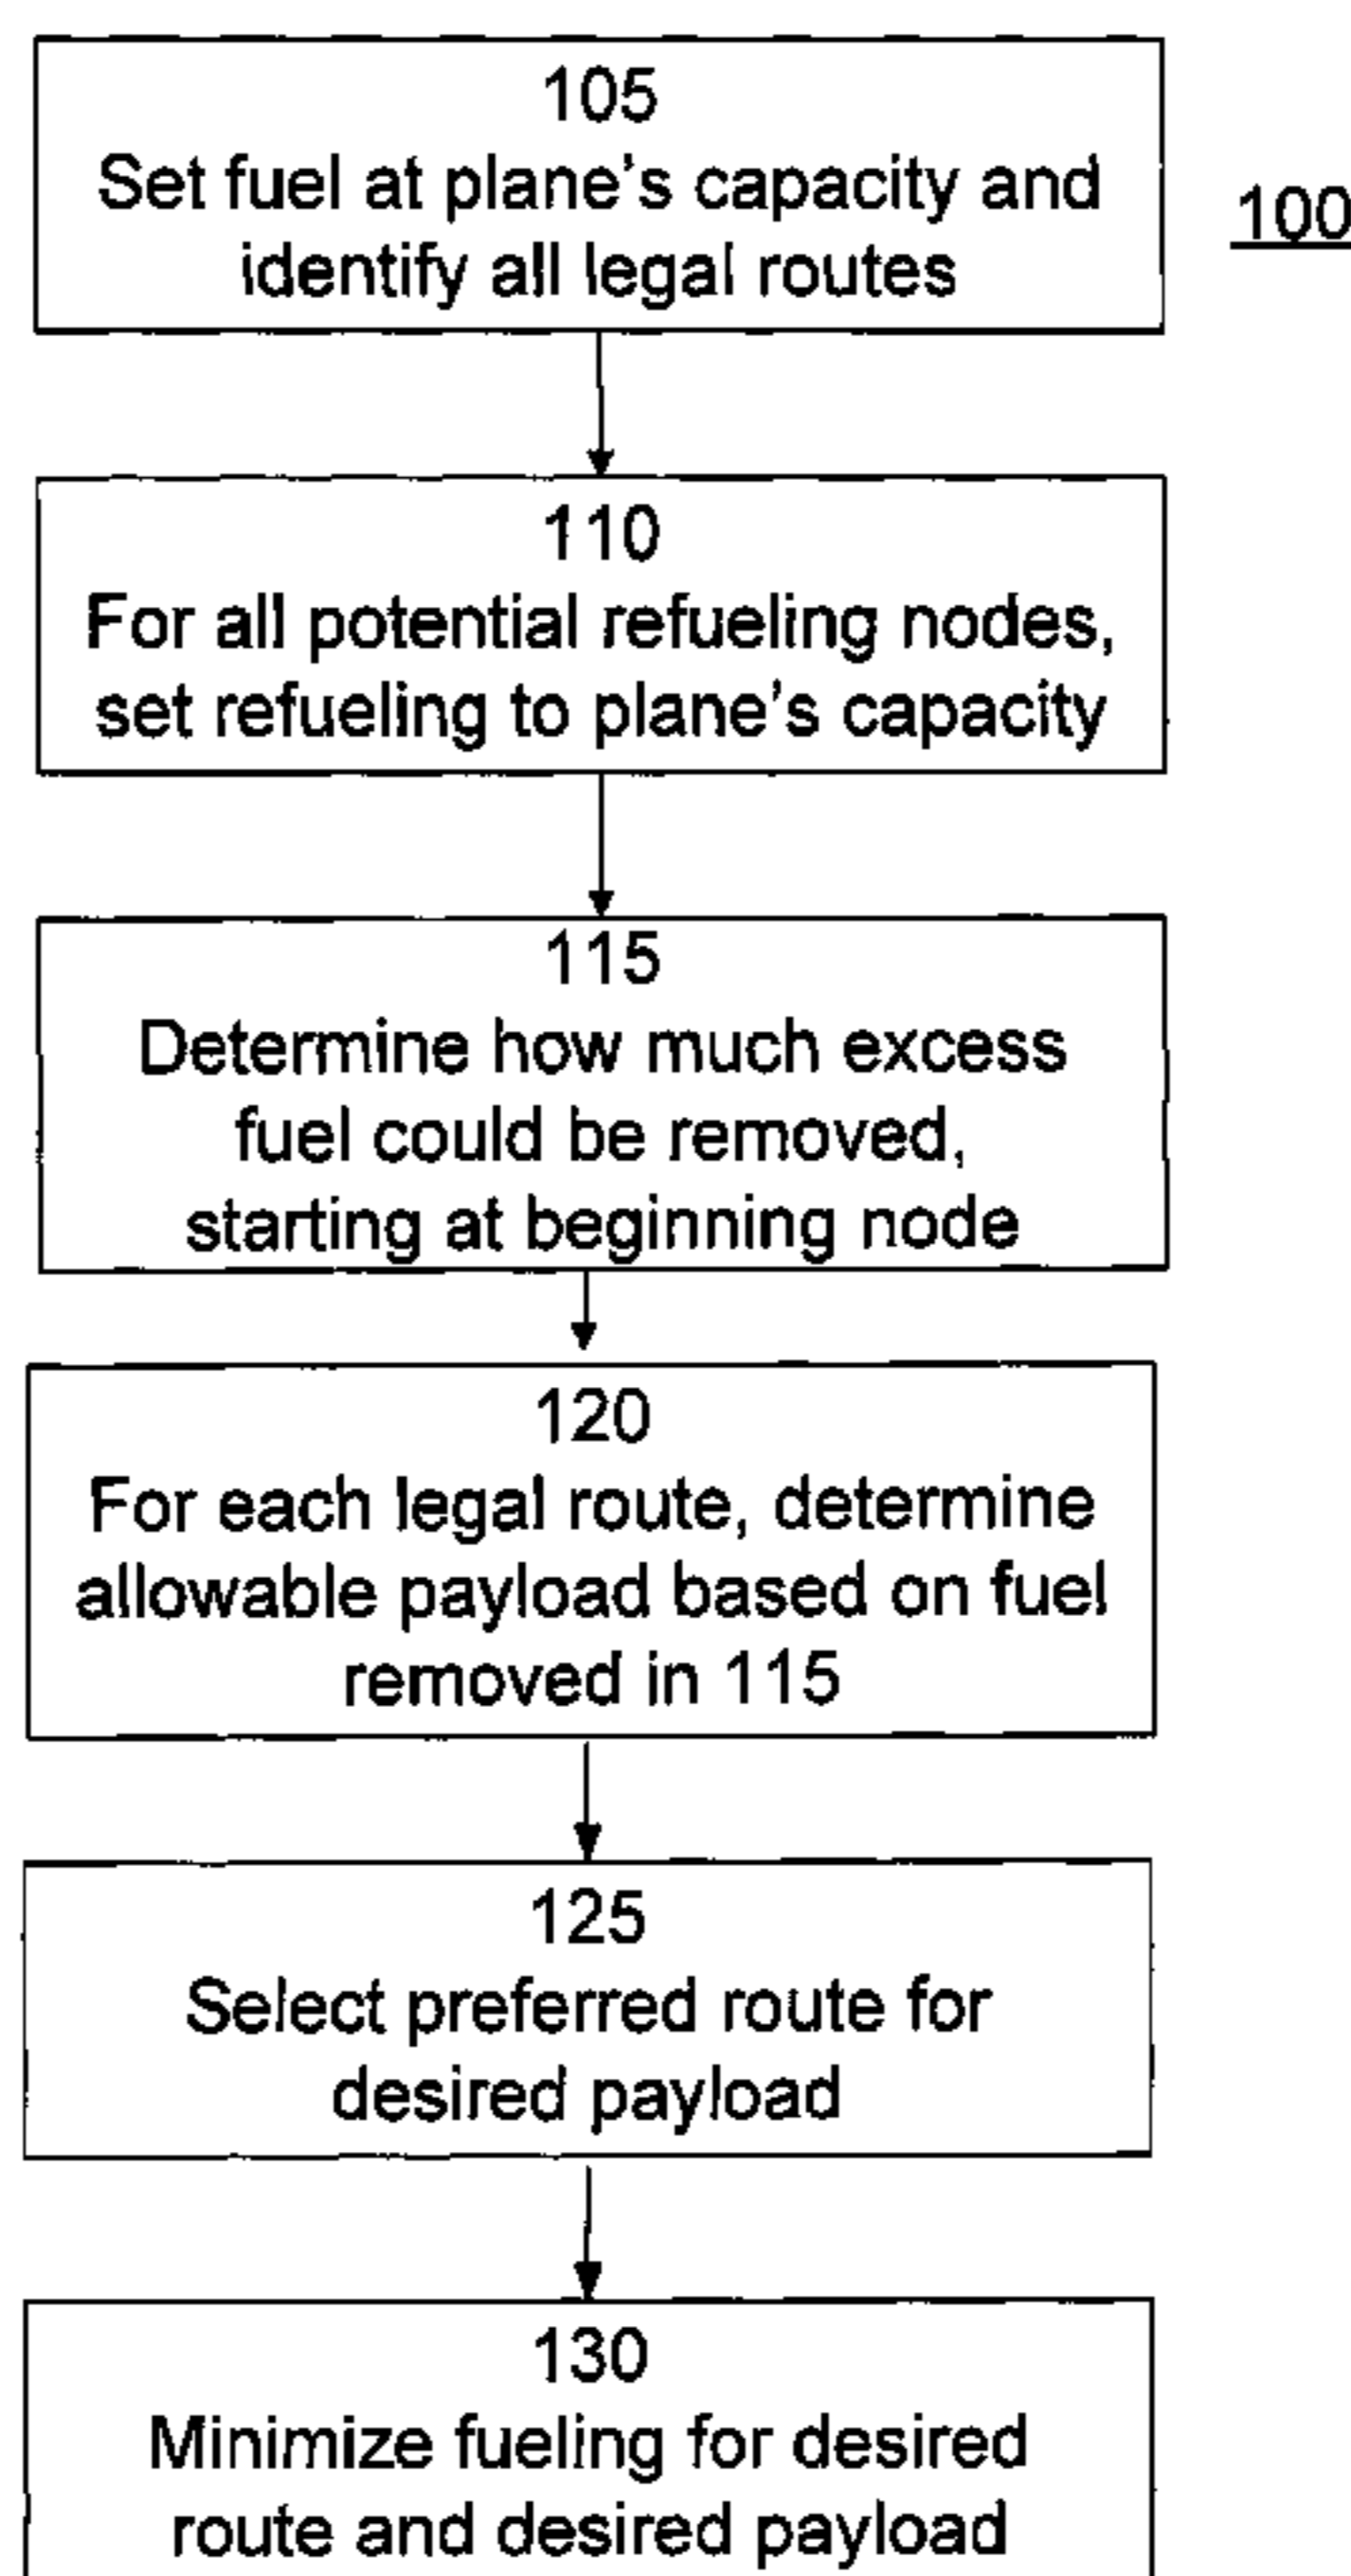 105
Set fuel at plane's capacity and
identify all legal routes
100
110
For all potential refueling nodes,
set refueling to plane's capacity
115
Determine how much excess
fuel could be removed,
starting at beginning node
120
For each legal route, determine
allowable payload based on fuel
removed in 115
125
Select preferred route for
desired payload
130
Minimize fueling for desired
route and desired payload